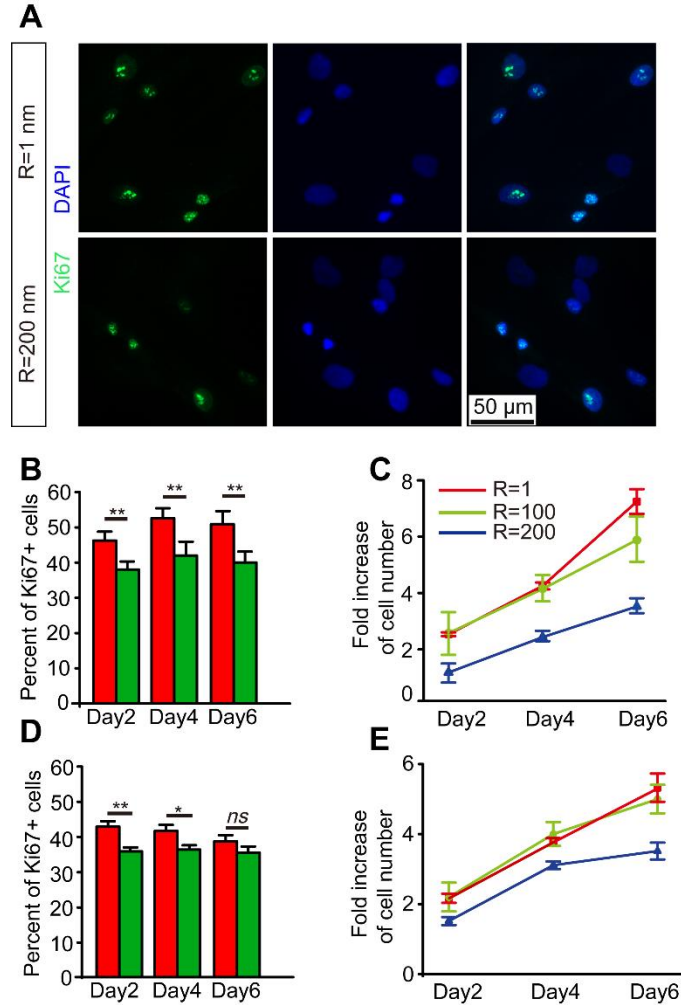 A
R=1 nm
R=200 nm
Ki67
DAPI
50 µm
B
Percent of Ki67+ cells
60
50
40
30
20
10
0
**
**
**
Day2
Day4
Day6
C
Fold increase
of cell number
8
6
4
2
0
R=1
R=100
R=200
Day2
Day4
Day6
D
Percent of Ki67+ cells
60
50
40
30
20
10
0
**
*
ns
Day2
Day4
Day6
E
Fold increase
of cell number
6
4
2
0
Day2
Day4
Day6